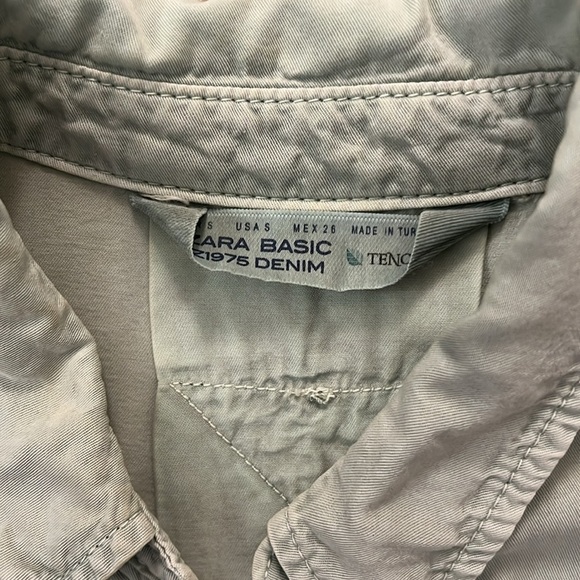 S USA S MEX 26 MADE IN TUR
ZARA BASIC
Z1975 DENIM TENC